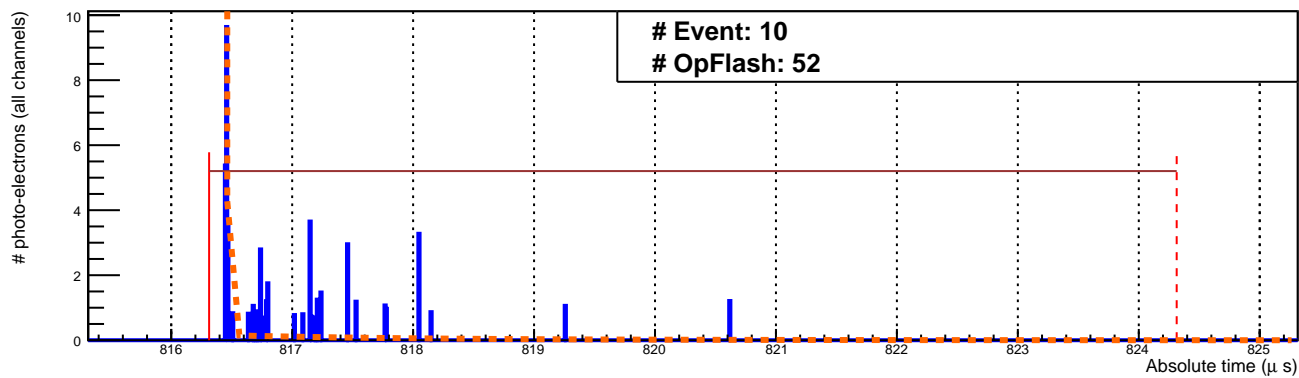 # Event: 10
# OpFlash: 52
# photo-electrons (all channels)
10
8
6
4
2
0
816 817 818 819 820 821 822 823 824 825
Absolute time (μ s)